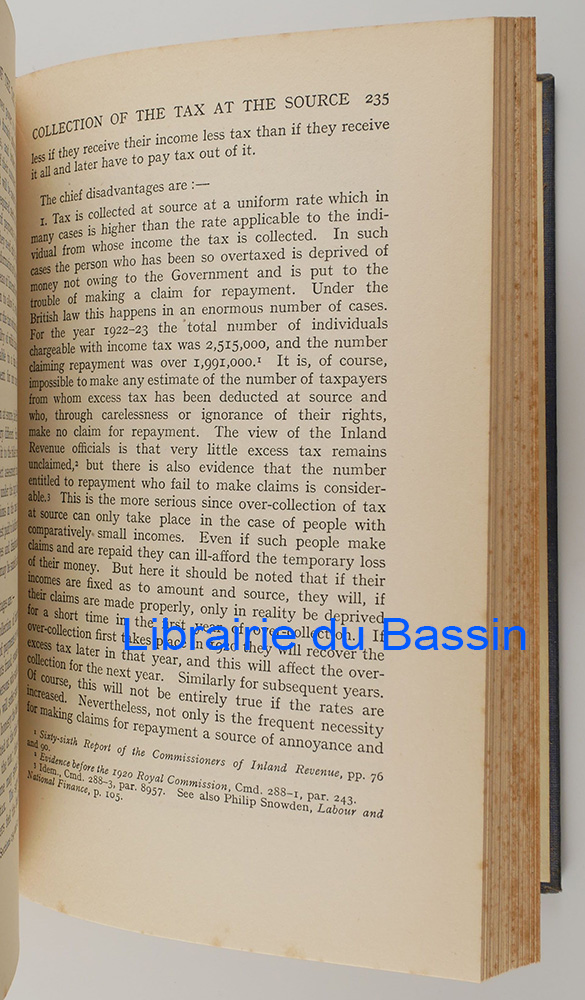 COLLECTION OF THE TAX AT THE SOURCE 235
less if they receive their income less tax than if they receive
it all and later have to pay tax out of it.
The chief disadvantages are :—
1. Tax is collected at source at a uniform rate which in
many cases is higher than the rate applicable to the indi-
vidual from whose income the tax is collected. In such
cases the person who has been so overtaxed is deprived of
money not owing to the Government and is put to the
trouble of making a claim for repayment. Under the
British law this happens in an enormous number of cases.
For the year 1922-23 the total number of individuals
chargeable with income tax was 2,515,000, and the number
claiming repayment was over 1,991,000.¹ It is, of course,
impossible to make any estimate of the number of taxpayers
from whom excess tax has been deducted at source and
who, through carelessness or ignorance of their rights,
make no claim for repayment. The view of the Inland
Revenue officials is that very little excess tax remains
unclaimed,² but there is also evidence that the number
entitled to repayment who fail to make claims is consider-
able.³ This is the more serious since over-collection of tax
at source can only take place in the case of people with
comparatively small incomes. Even if such people make
claims and are repaid they can ill-afford the temporary loss
of their money. But here it should be noted that if their
incomes are fixed as to amount and source, they will, if
their claims are made properly, only in reality be deprived
for a short time in the first year of over-collection. If
over-collection first takes place in 1920 they will recover the
Librairie du Bassin
excess tax later in that year, and this will affect the over-
collection for the next year. Similarly for subsequent years.
Of course, this will not be entirely true if the rates are
increased. Nevertheless, not only is the frequent necessity
for making claims for repayment a source of annoyance and
¹ Sixty-sixth Report of the Commissioners of Inland Revenue, pp. 76
and 90.
² Evidence before the 1920 Royal Commission, Cmd. 288-1, par. 243.
³ Idem., Cmd. 288-3, par. 8957. See also Philip Snowden, Labour and
National Finance, p. 105.